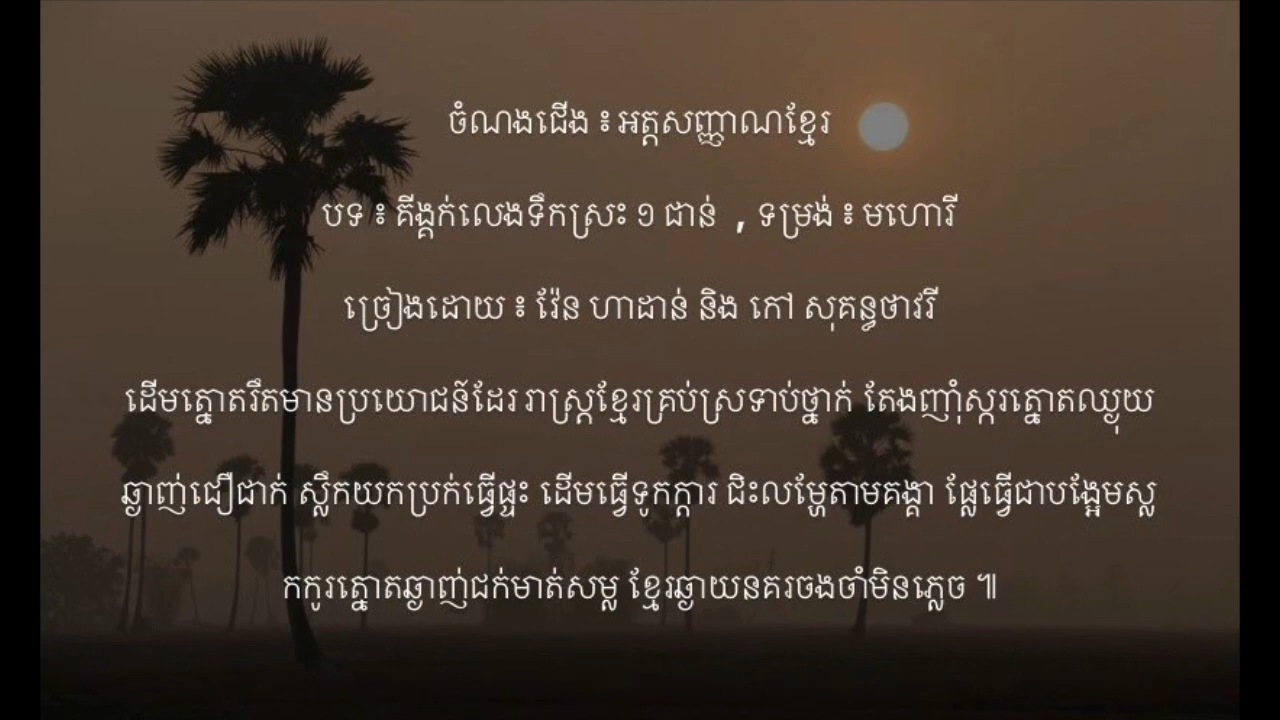 ចំណងជើង ៖ អត្តសញ្ញាណខ្មែរ
បទ ៖ គីង្គក់លេងទឹកស្រះ ១ ជាន់ , ទម្រង់ ៖ មហោរី
ច្រៀងដោយ ៖ វ៉ែន ហាដាន់ និង កៅ សុគន្ធថាវរី
ដើមត្នោតរឹតមានប្រយោជន៍ដែរ រាស្ត្រខ្មែរគ្រប់ស្រទាប់ថ្នាក់ តែងញ៉ាំស្ករត្នោតឈ្ងុយ
ឆ្ងាញ់ជឿជាក់ ស្លឹកយកប្រក់ធ្វើផ្ទះ ដើមធ្វើទូកក្តារ ជិះលម្ហែតាមគង្គា ផ្លែធ្វើជាបង្អែមស្ល
កកូរត្នោតឆ្ងាញ់ជក់មាត់សម្ល ខ្មែរឆ្ងាយនគរចងចាំមិនភ្លេច ៕